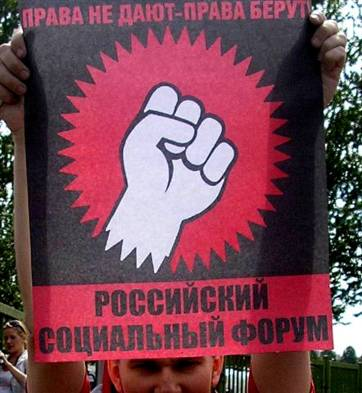 ПРАВА НЕ ДАЮТ-ПРАВА БЕРУТ!
РОССИЙСКИЙ
СОЦИАЛЬНЫЙ ФОРУМ